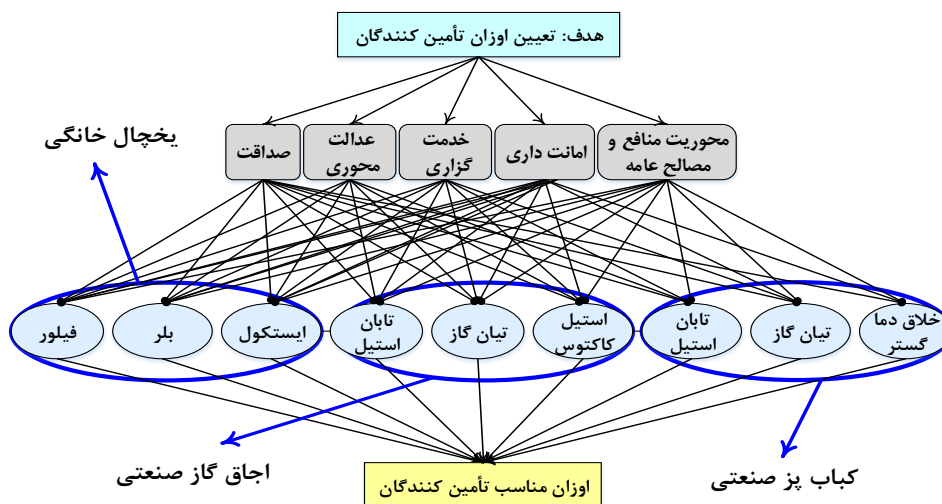 هدف: تعیین اوزان تأمین کنندگان
محوریت منافع و
مصالح عامه
امانت داری
خدمت
گزاری
عدالت
محوری
صداقت
یخچال خانگی
خلاق دما
گستر
تیان گاز
تابان
استیل
استیل
کاکتوس
تیان گاز
تابان
استیل
ایستکول
بلر
فیلور
کباب پز صنعتی
اجاق گاز صنعتی
اوزان مناسب تأمین کنندگان